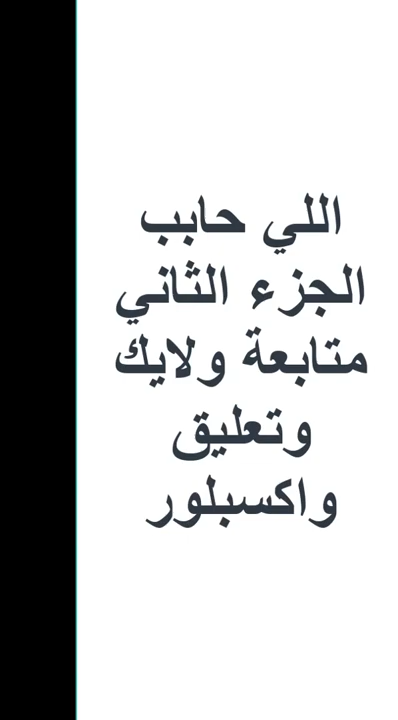 اللي حابب
الجزء الثاني
متابعة ولايك
وتعليق
واكسبلور